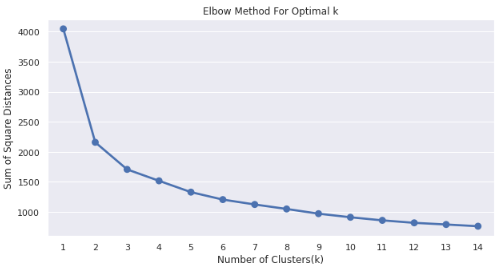 Elbow Method For Optimal k
4000
3500
3000
2500
2000
1500
1000
Sum of Square Distances
1 2 3 4 5 6 7 8 9 10 11 12 13 14
Number of Clusters(k)